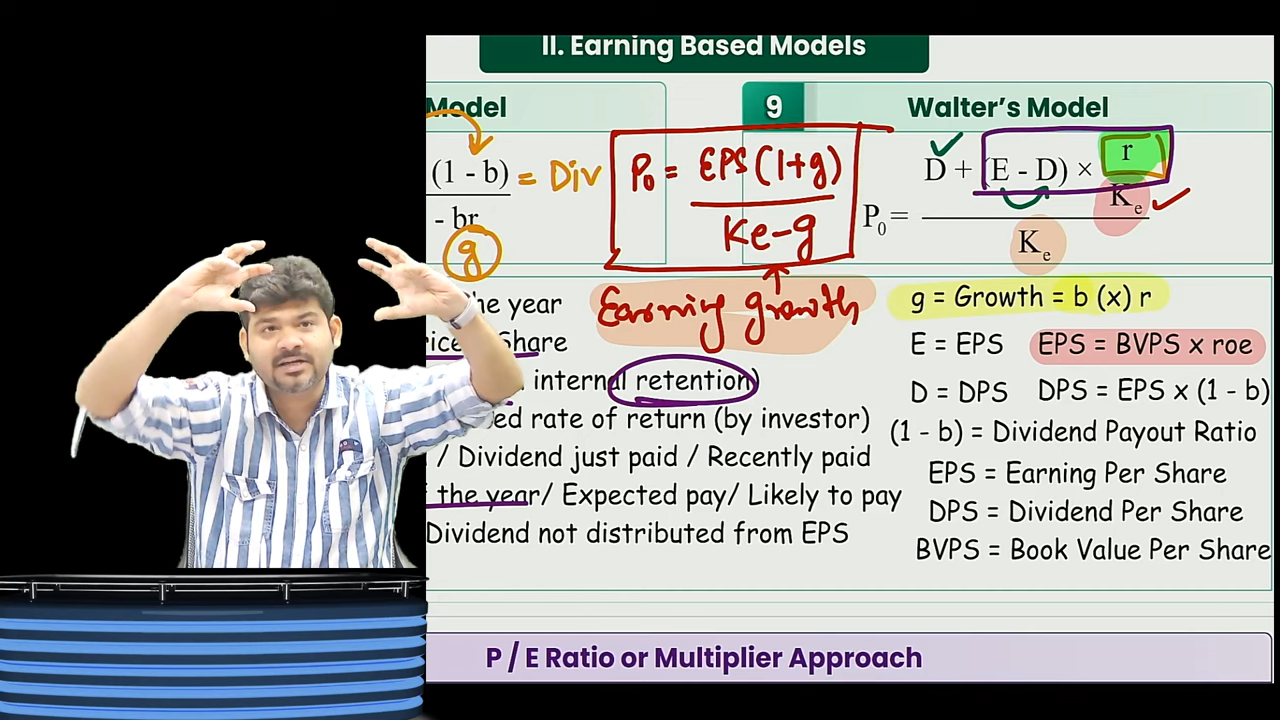 II. Earning Based Models
Model
(1 - b) = Div
- br
g
P₀ = EPS (1+g)
Ke-g
Earning growth
9
Walter's Model
P₀ = D + (E - D) × r
Kₑ
Kₑ
he year
rice Share
internal retention)
ed rate of return (by investor)
/ Dividend just paid / Recently paid
the year/ Expected pay/ Likely to pay
Dividend not distributed from EPS
g = Growth = b (x) r
E = EPS EPS = BVPS x roe
D = DPS DPS = EPS x (1 - b)
(1 - b) = Dividend Payout Ratio
EPS = Earning Per Share
DPS = Dividend Per Share
BVPS = Book Value Per Share
P / E Ratio or Multiplier Approach